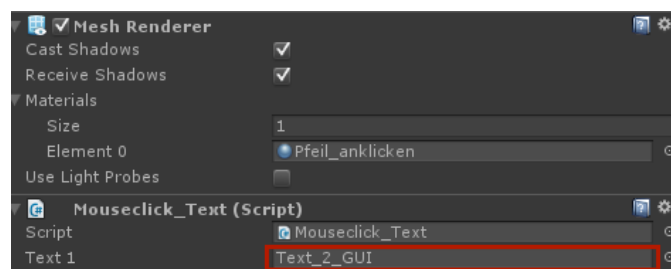 Mesh Renderer
Cast Shadows
Receive Shadows
Materials
Size 1
Element 0 Pfeil_anklicken
Use Light Probes
Mouseclick_Text (Script)
Script Mouseclick_Text
Text 1 Text_2_GUI